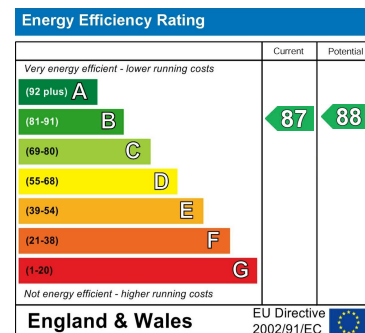 Energy Efficiency Rating
Current Potential
Very energy efficient - lower running costs
(92 plus) A
(81-91) B
87 88
(69-80) C
(55-68) D
(39-54) E
(21-38) F
(1-20) G
Not energy efficient - higher running costs
England & Wales
EU Directive
2002/91/EC